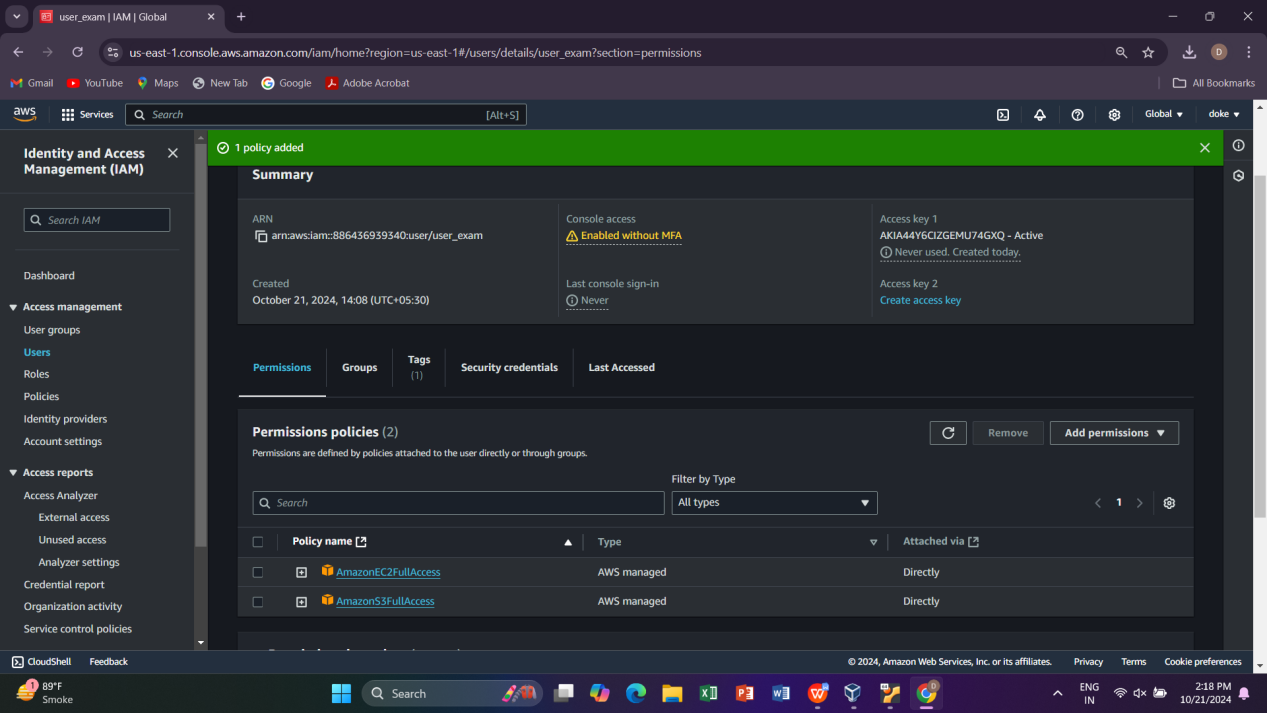 user_exam | IAM | Global
us-east-1.console.aws.amazon.com/iam/home?region=us-east-1#/users/details/user_exam?section=permissions
D
Gmail YouTube Maps New Tab Google Adobe Acrobat All Bookmarks
aws Services Search [Alt+S] Global doke
Identity and Access
Management (IAM)
Search IAM
Dashboard
Access management
User groups
Users
Roles
Policies
Identity providers
Account settings
Access reports
Access Analyzer
External access
Unused access
Analyzer settings
Credential report
Organization activity
Service control policies
1 policy added
Summary
ARN
arn:aws:iam::886436939340:user/user_exam
Console access
Enabled without MFA
Access key 1
AKIA44Y6CIZGEMU74GXQ - Active
Never used. Created today.
Created
October 21, 2024, 14:08 (UTC+05:30)
Last console sign-in
Never
Access key 2
Create access key
Permissions Groups Tags (1) Security credentials Last Accessed
Permissions policies (2)
Remove Add permissions
Permissions are defined by policies attached to the user directly or through groups.
Filter by Type
Search All types 1
Policy name Type Attached via
AmazonEC2FullAccess AWS managed Directly
AmazonS3FullAccess AWS managed Directly
CloudShell Feedback © 2024, Amazon Web Services, Inc. or its affiliates. Privacy Terms Cookie preferences
1
89°F
Smoke
Search
ENG
IN
2:18 PM
10/21/2024